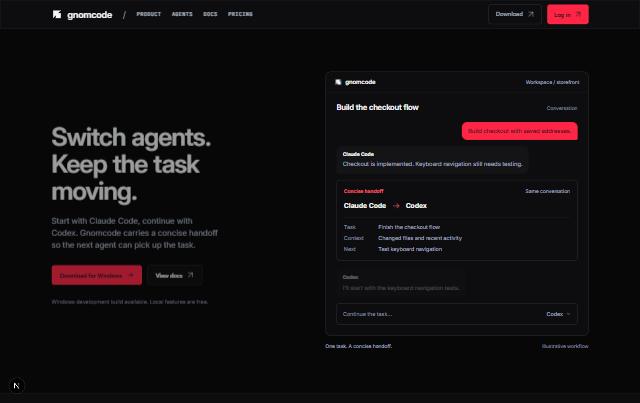 gnomcode / PRODUCT AGENTS DOCS PRICING Download Log in
Switch agents.
Keep the task
moving.
Start with Claude Code, continue with
Codex. Gnomcode carries a concise handoff
so the next agent can pick up the task.
Download for Windows View docs
Windows development build available. Local features are free.
gnomcode Workspace / storefront
Build the checkout flow Conversation
Build checkout with saved addresses.
Claude Code
Checkout is implemented. Keyboard navigation still needs testing.
Concise handoff Same conversation
Claude Code → Codex
Task Finish the checkout flow
Context Changed files and recent activity
Next Test keyboard navigation
Codex
I'll start with the keyboard navigation tests.
Continue the task... Codex
One task. A concise handoff. Illustrative workflow
N